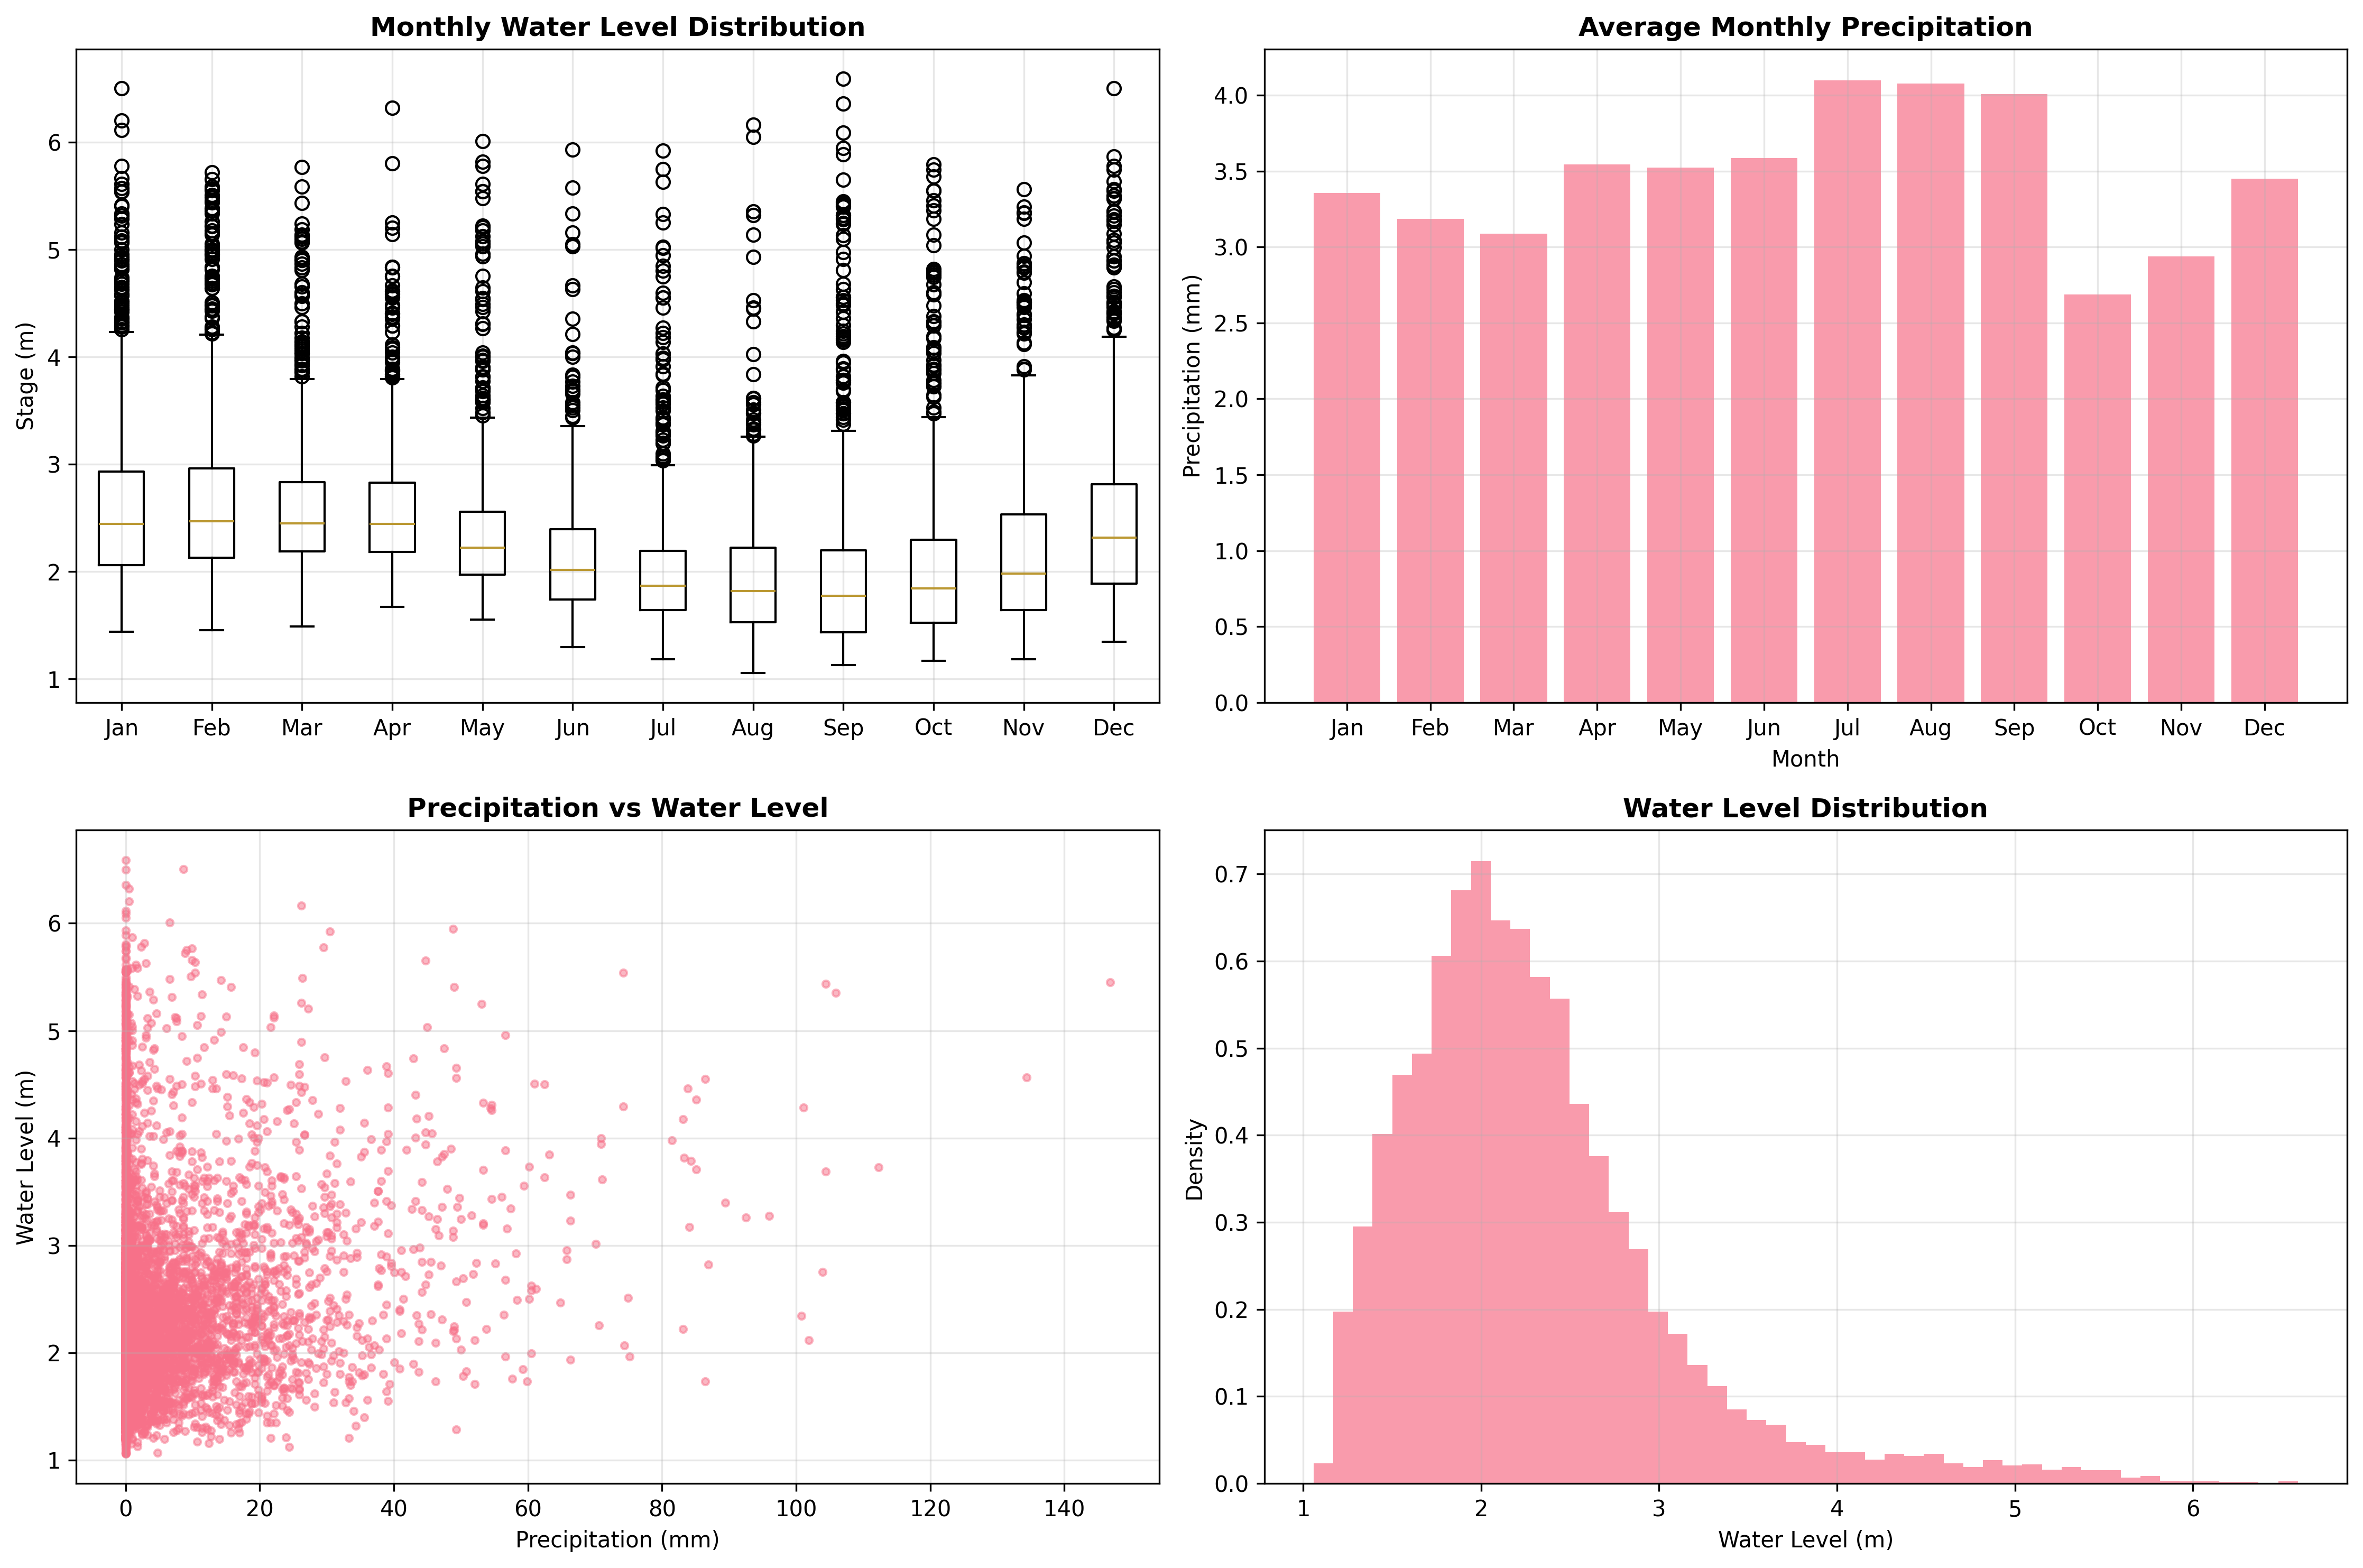 Monthly Water Level Distribution
Stage (m)
6
5
4
3
2
1
Jan Feb Mar Apr May Jun Jul Aug Sep Oct Nov Dec
Average Monthly Precipitation
Precipitation (mm)
4.0
3.5
3.0
2.5
2.0
1.5
1.0
0.5
0.0
Jan Feb Mar Apr May Jun Jul Aug Sep Oct Nov Dec
Month
Precipitation vs Water Level
Water Level (m)
6
5
4
3
2
1
0 20 40 60 80 100 120 140
Precipitation (mm)
Water Level Distribution
Density
0.7
0.6
0.5
0.4
0.3
0.2
0.1
0.0
1 2 3 4 5 6
Water Level (m)